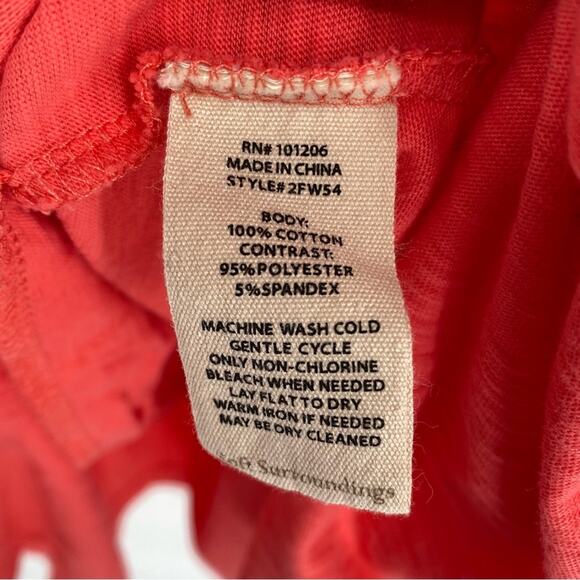 RN# 101206
MADE IN CHINA
STYLE# 2FW54
BODY:
100% COTTON
CONTRAST:
95% POLYESTER
5% SPANDEX
MACHINE WASH COLD
GENTLE CYCLE
ONLY NON-CHLORINE
BLEACH WHEN NEEDED
LAY FLAT TO DRY
WARM IRON IF NEEDED
MAY BE DRY CLEANED
Soft Surroundings